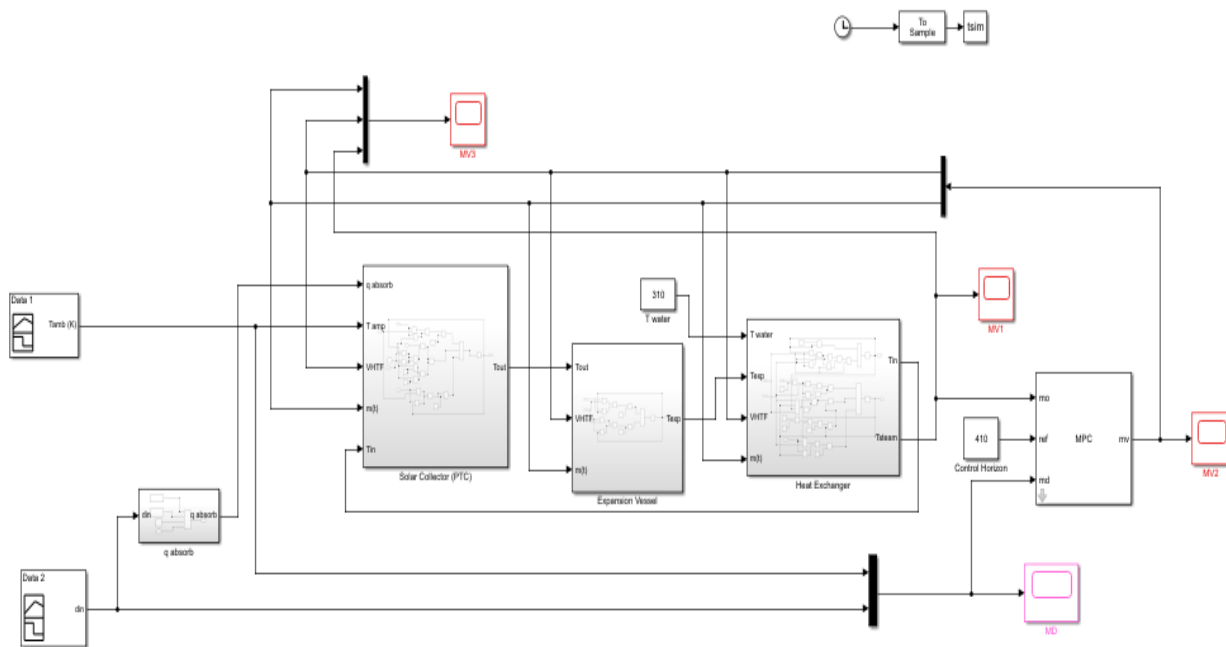 To
Sample
tsim
MV3
Data 1
Tamb (K)
q absorb
T amp
VHTF
m(t)
Tin
Tout
Solar Collector (PTC)
310
T water
Tout
VHTF
m(t)
Texp
Expansion Vessel
T water
Texp
VHTF
m(t)
Tin
Tsteam
Heat Exchanger
MV1
410
Control Horizon
mo
ref
md
MPC
mv
MV2
din
q absorb
q absorb
Data 2
din
MD